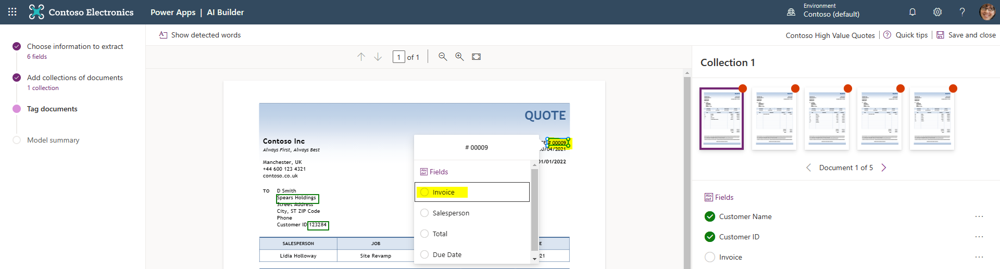 Contoso Electronics
Power Apps | AI Builder
Environment
Contoso (default)
Choose information to extract
6 fields
Add collections of documents
1 collection
Tag documents
Model summary
Show detected words
Contoso High Value Quotes
Quick tips
Save and close
1 of 1
QUOTE
Contoso Inc
Always First, Always Best
Manchester, UK
+44 600 123 4321
contoso.co.uk
# 00009
/04/2021
01/01/2022
TO D Smith
Spears Holdings
Street Address
City, ST ZIP Code
Phone
Customer ID 123284
SALESPERSON JOB
Lidia Holloway Site Revamp
E
21
# 00009
Fields
Invoice
Salesperson
Total
Due Date
Collection 1
Document 1 of 5
Fields
Customer Name
Customer ID
Invoice